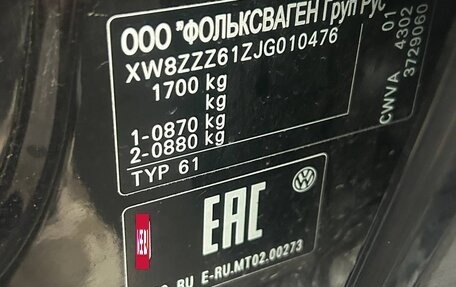 ООО "ФОЛЬКСВАГЕН Груп Рус
XW8ZZZ61ZJG010476
1700 kg
kg
1-0870 kg
2-0880 kg
TYP 61
CWVA 01
4302
3729060
EAC
RU E-RU.MT02.00273